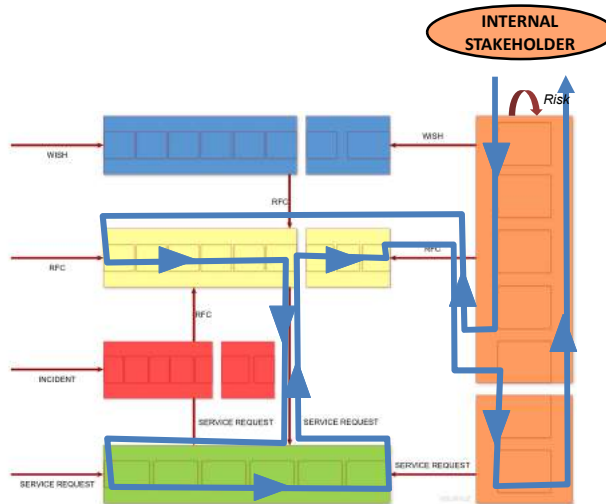 INTERNAL
STAKEHOLDER
Risk
WISH
WISH
RFC
RFC
RFC
RFC
INCIDENT
SERVICE REQUEST
SERVICE REQUEST
SERVICE REQUEST
SERVICE REQUEST